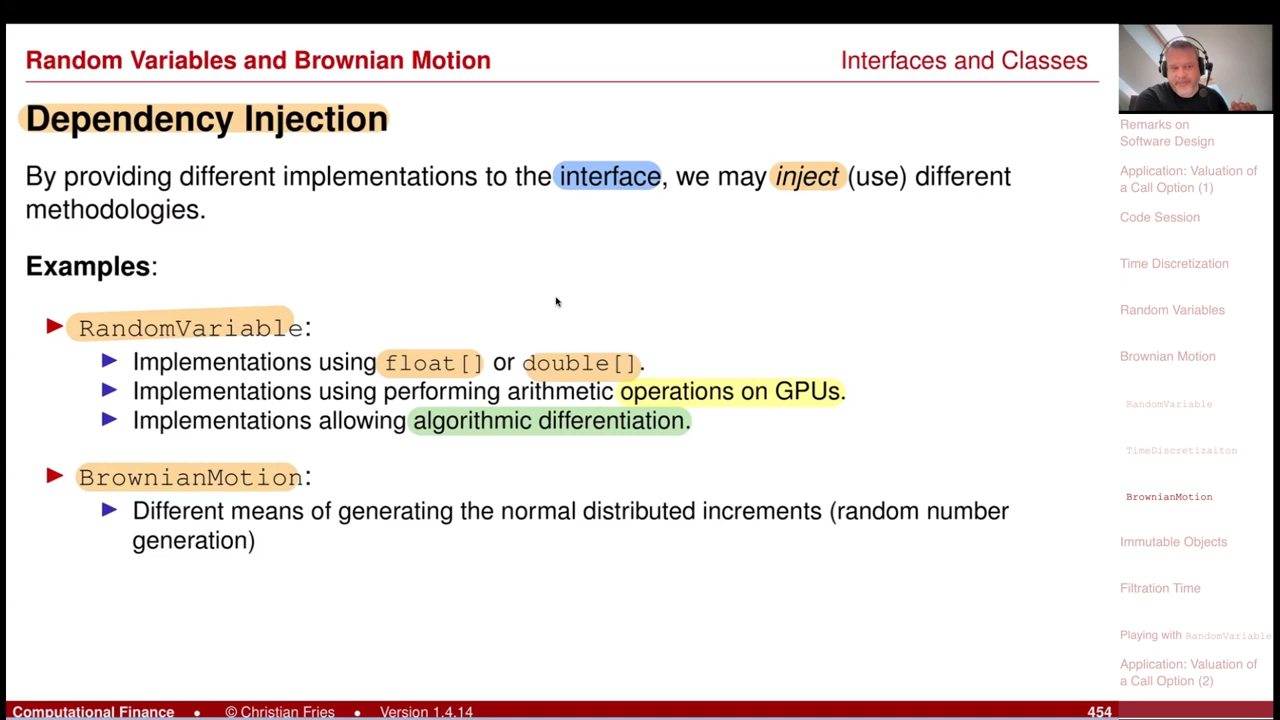 Random Variables and Brownian Motion
Interfaces and Classes
Dependency Injection
By providing different implementations to the interface, we may inject (use) different
methodologies.
Examples:
RandomVariable:
Implementations using float[] or double[].
Implementations using performing arithmetic operations on GPUs.
Implementations allowing algorithmic differentiation.
BrownianMotion:
Different means of generating the normal distributed increments (random number
generation)
Remarks on
Software Design
Application: Valuation of
a Call Option (1)
Code Session
Time Discretization
Random Variables
Brownian Motion
RandomVariable
TimeDiscretizaiton
BrownianMotion
Immutable Objects
Filtration Time
Playing with RandomVariable
Application: Valuation of
a Call Option (2)
Computational Finance • © Christian Fries • Version 1.4.14
454